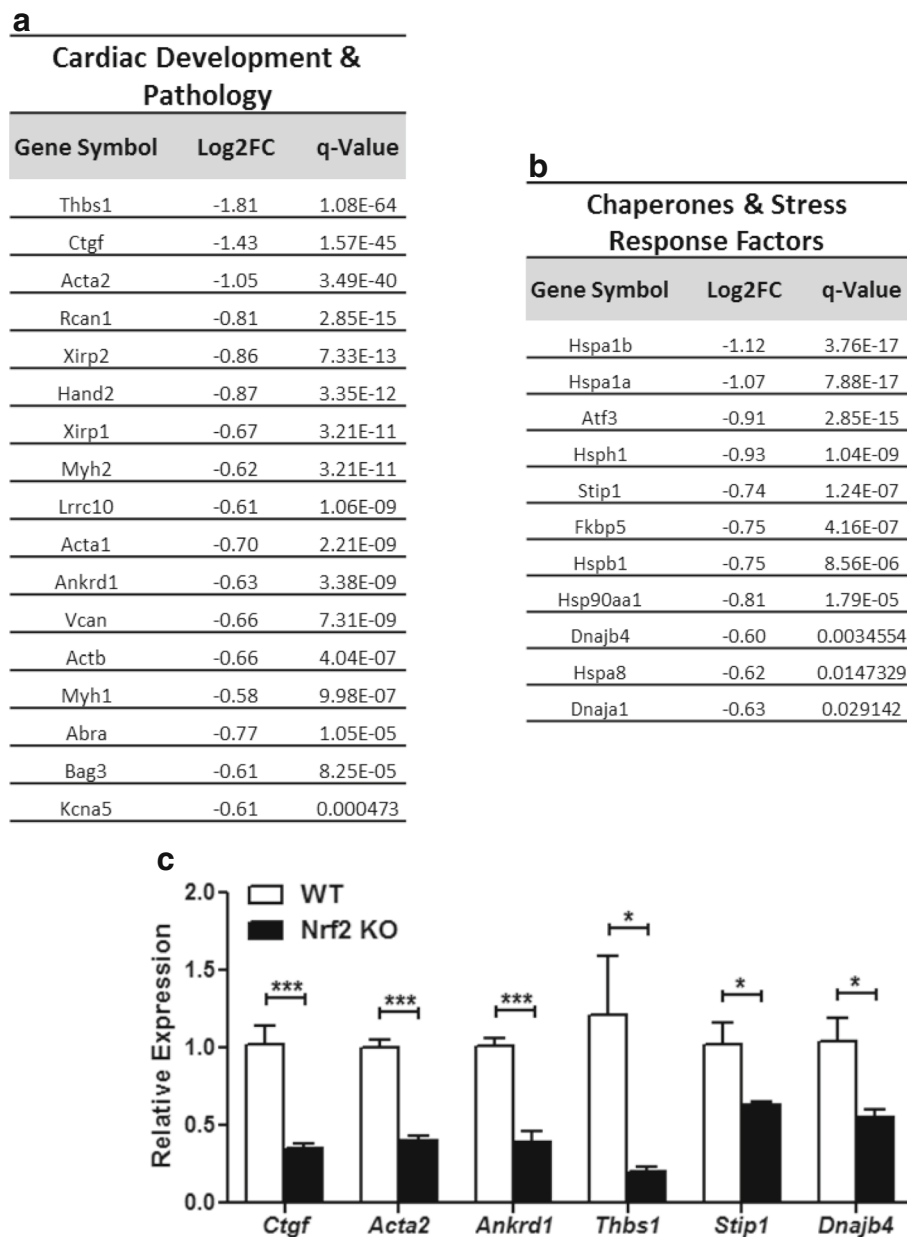 a
Cardiac Development &
Pathology
Gene Symbol Log2FC q-Value
Thbs1 -1.81 1.08E-64
Ctgf -1.43 1.57E-45
Acta2 -1.05 3.49E-40
Rcan1 -0.81 2.85E-15
Xirp2 -0.86 7.33E-13
Hand2 -0.87 3.35E-12
Xirp1 -0.67 3.21E-11
Myh2 -0.62 3.21E-11
Lrrc10 -0.61 1.06E-09
Acta1 -0.70 2.21E-09
Ankrd1 -0.63 3.38E-09
Vcan -0.66 7.31E-09
Actb -0.66 4.04E-07
Myh1 -0.58 9.98E-07
Abra -0.77 1.05E-05
Bag3 -0.61 8.25E-05
Kcna5 -0.61 0.000473
b
Chaperones & Stress
Response Factors
Gene Symbol Log2FC q-Value
Hspa1b -1.12 3.76E-17
Hspa1a -1.07 7.88E-17
Atf3 -0.91 2.85E-15
Hsph1 -0.93 1.04E-09
Stip1 -0.74 1.24E-07
Fkbp5 -0.75 4.16E-07
Hspb1 -0.75 8.56E-06
Hsp90aa1 -0.81 1.79E-05
Dnajb4 -0.60 0.0034554
Hspa8 -0.62 0.0147329
Dnaja1 -0.63 0.029142
c
WT
Nrf2 KO
Relative Expression
2.0
1.5
1.0
0.5
0.0
*** *** *** * * *
Ctgf Acta2 Ankrd1 Thbs1 Stip1 Dnajb4